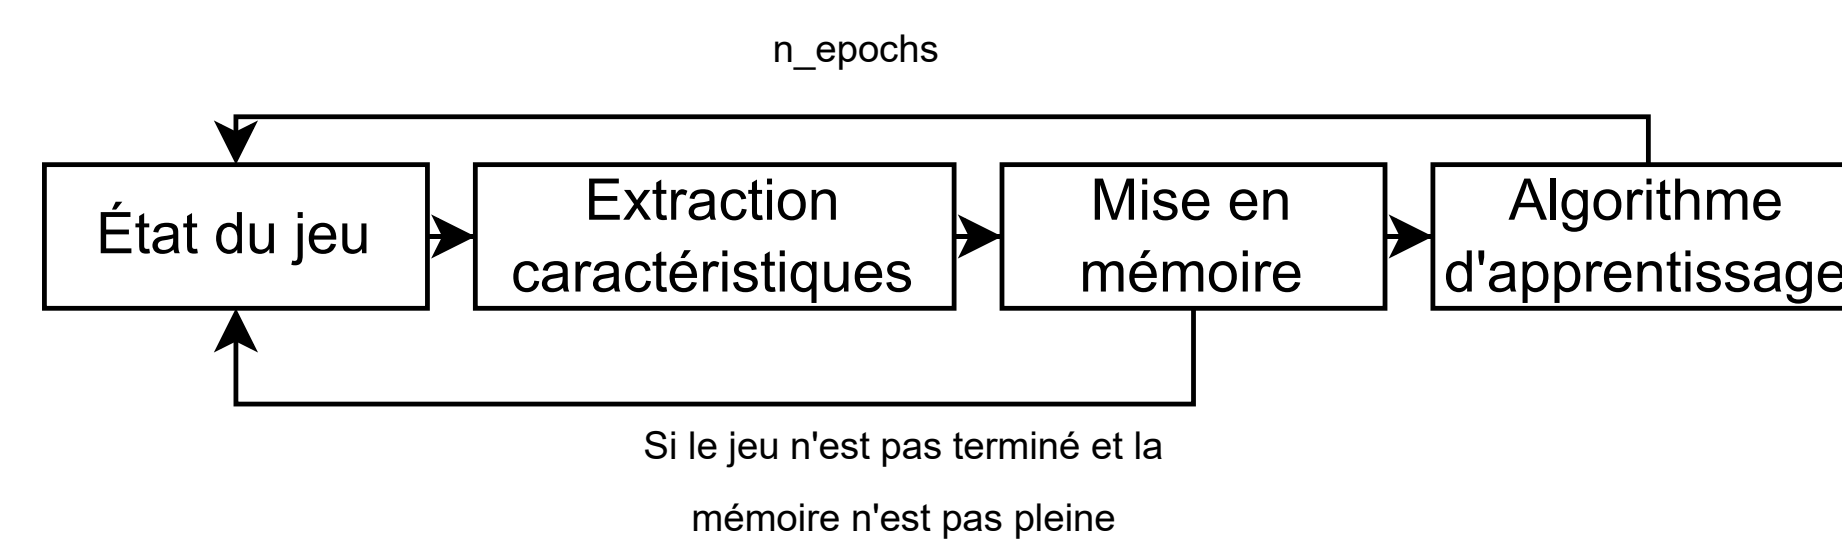 n_epochs
État du jeu
Extraction
caractéristiques
Mise en
mémoire
Algorithme
d'apprentissage
Si le jeu n'est pas terminé et la
mémoire n'est pas pleine